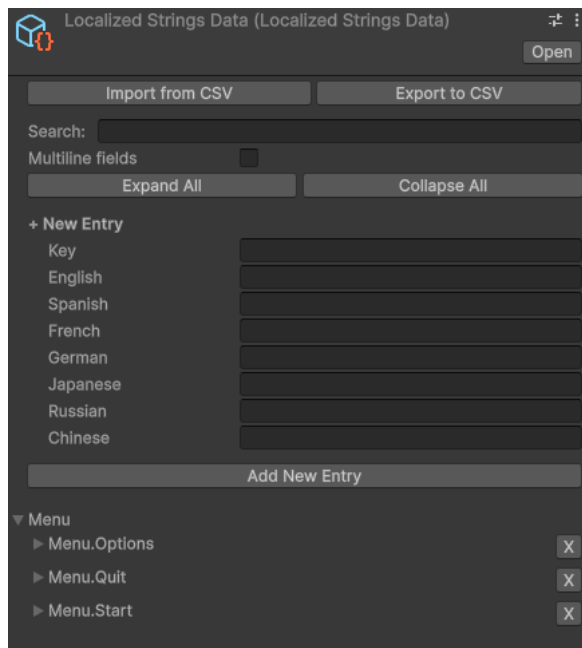 Localized Strings Data (Localized Strings Data)
Open
Import from CSV Export to CSV
Search:
Multiline fields
Expand All Collapse All
+ New Entry
Key
English
Spanish
French
German
Japanese
Russian
Chinese
Add New Entry
Menu
Menu.Options X
Menu.Quit X
Menu.Start X